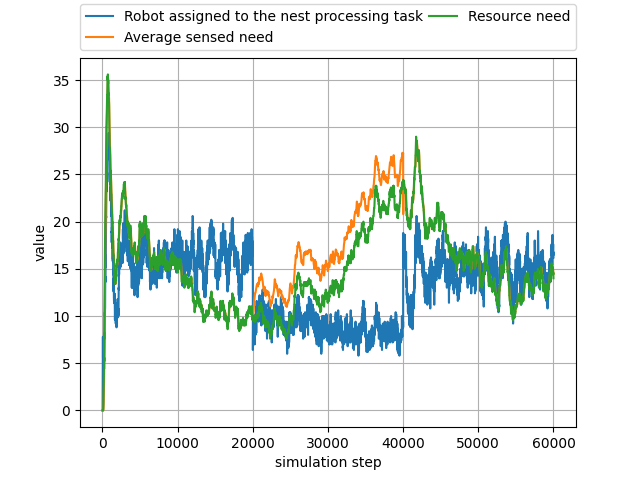 Robot assigned to the nest processing task
Average sensed need
Resource need
35
30
25
20
15
10
5
0
value
0 10000 20000 30000 40000 50000 60000
simulation step